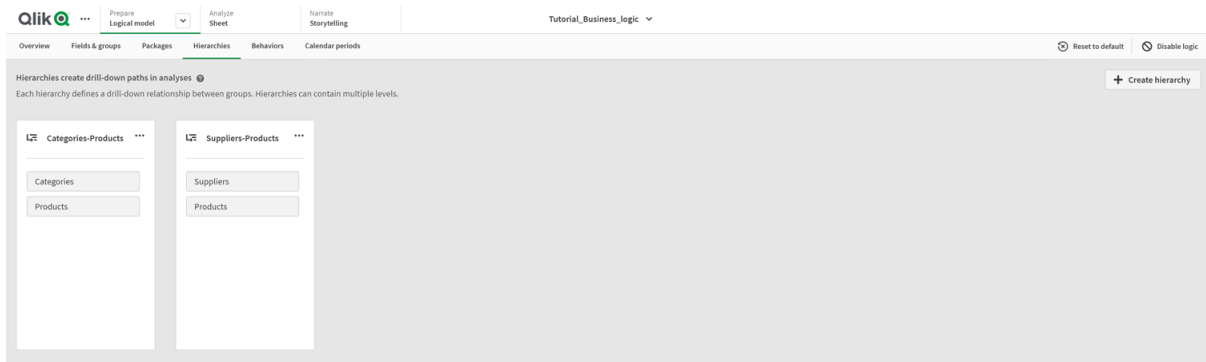 Qlik
Prepare
Logical model
Analyze
Sheet
Narrate
Storytelling
Tutorial_Business_logic
Overview Fields & groups Packages Hierarchies Behaviors Calendar periods
Reset to default Disable logic
Hierarchies create drill-down paths in analyses
Each hierarchy defines a drill-down relationship between groups. Hierarchies can contain multiple levels.
Create hierarchy
Categories-Products
Categories
Products
Suppliers-Products
Suppliers
Products